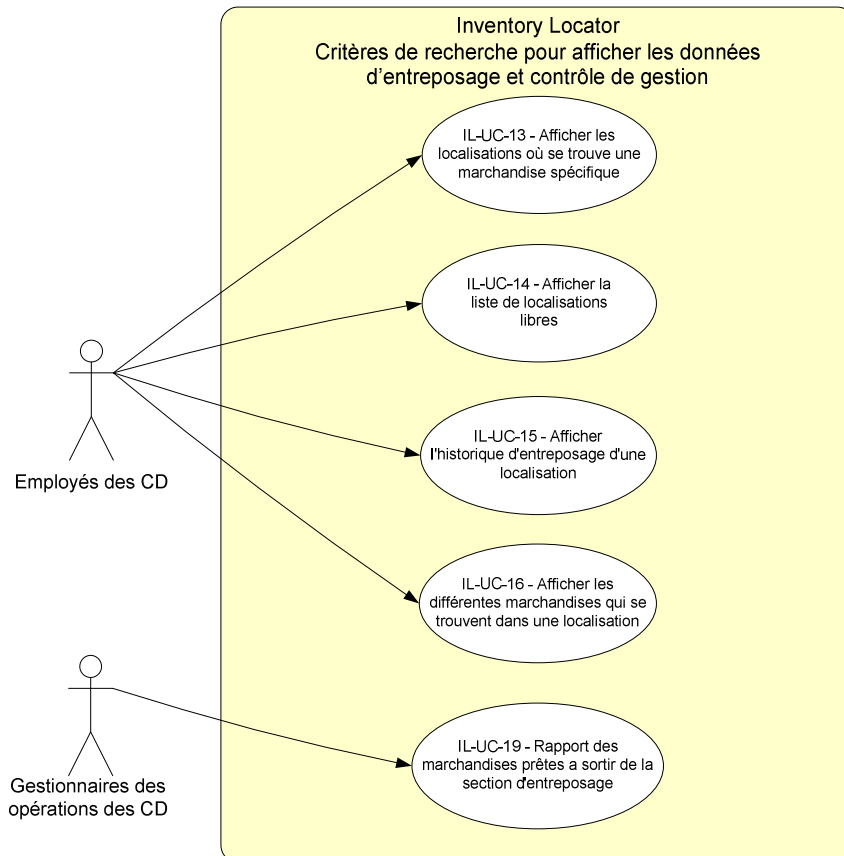 Inventory Locator
Critères de recherche pour afficher les données
d'entreposage et contrôle de gestion
IL-UC-13 - Afficher les
localisations où se trouve une
marchandise spécifique
IL-UC-14 - Afficher la
liste de localisations
libres
IL-UC-15 - Afficher
l'historique d'entreposage d'une
localisation
Employés des CD
IL-UC-16 - Afficher les
différentes marchandises qui se
trouvent dans une localisation
IL-UC-19 - Rapport des
marchandises prêtes a sortir de la
section d'entreposage
Gestionnaires des
opérations des CD